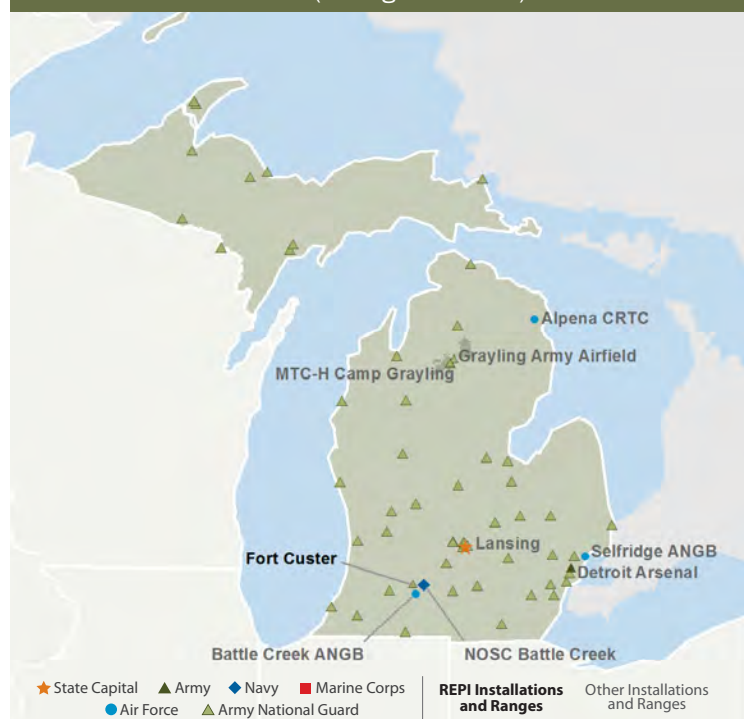 Alpena CRTC
Grayling Army Airfield
MTC-H Camp Grayling
Lansing
Selfridge ANGB
Fort Custer
Detroit Arsenal
Battle Creek ANGB
NOSC Battle Creek
State Capital
Army
Navy
Marine Corps
Air Force
Army National Guard
REPI Installations
and Ranges
Other Installations
and Ranges